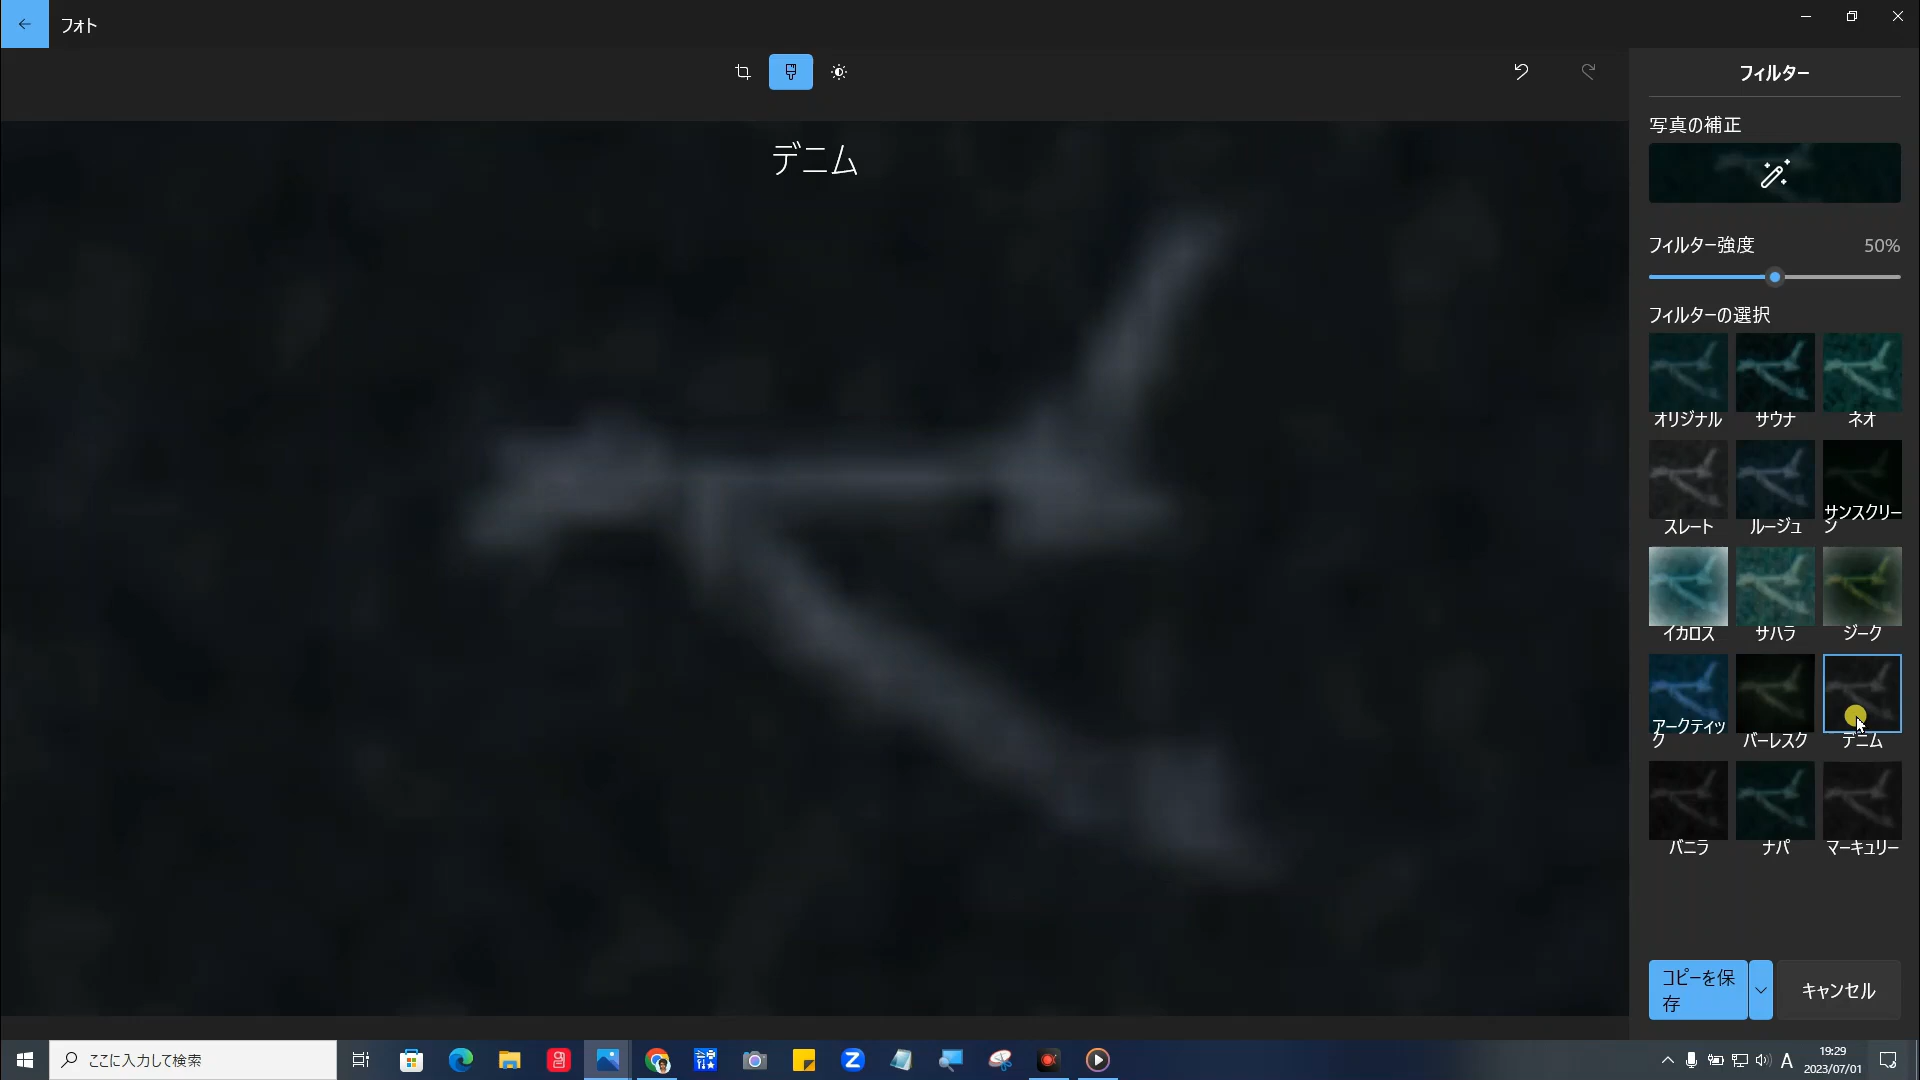 フォト
フィルター
写真の補正
デニム
フィルター強度 50%
フィルターの選択
オリジナル サウナ ネオ
スレート ルージュ サンスクリー
ン
イカロス サハラ ジーク
アークティッ
ク バーレスク デニム
バニラ ナパ マーキュリー
コピーを保
存
キャンセル
ここに入力して検索
A
19:29
2023/07/01